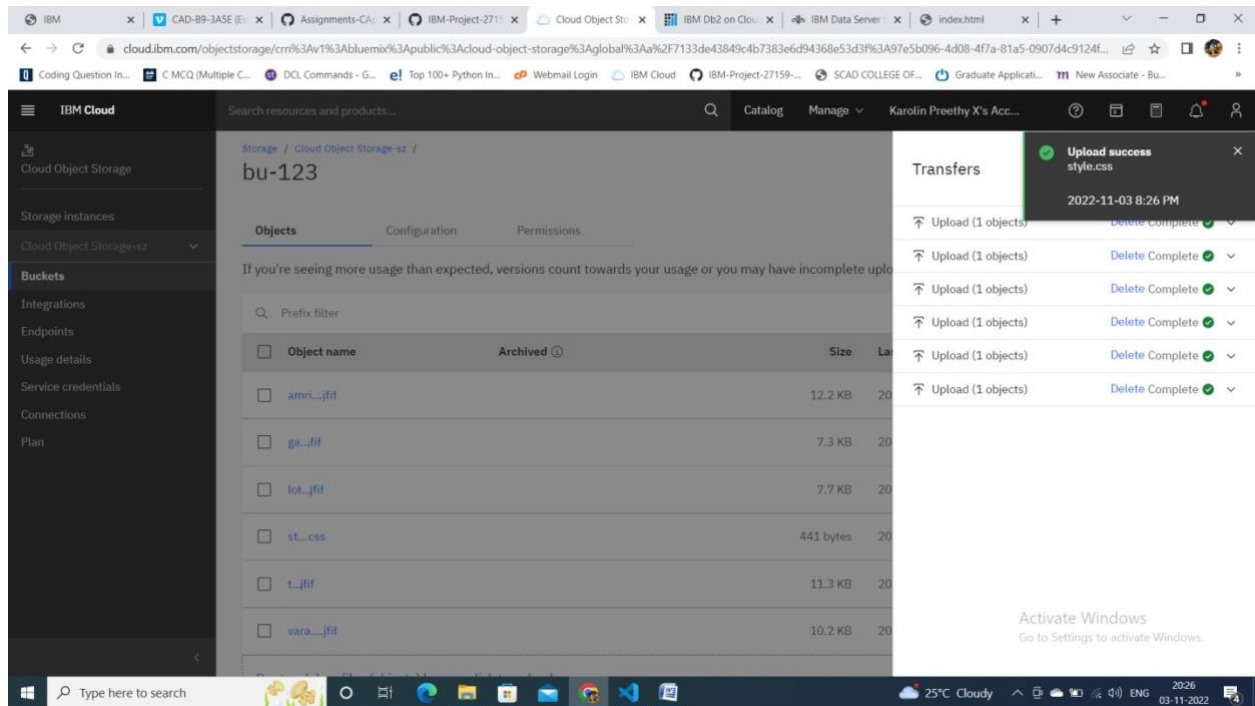 IBM
CAD-B9-3A5E (E
Assignments-CA
IBM-Project-2715
Cloud Object Sto
IBM Db2 on Clou
IBM Data Server
index.html
cloud.ibm.com/objectstorage/crn%3Av1%3Abluemix%3Apublic%3Acloud-object-storage%3Aglobal%3Aa%2F7133de43849c4b7383e6d94368e53d3f%3A97e5b096-4d08-4f7a-81a5-0907d4c9124f...
Coding Question In...
C MCQ (Multiple C...
DCL Commands - G...
Top 100+ Python In...
Webmail Login
IBM Cloud
IBM-Project-27159-...
SCAD COLLEGE OF...
Graduate Applicati...
New Associate - Bu...
IBM Cloud
Search resources and products...
Catalog
Manage
Karolin Preethy X's Acc...
Cloud Object Storage
Storage instances
Cloud Object Storage-sz
Buckets
Integrations
Endpoints
Usage details
Service credentials
Connections
Plan
Storage / Cloud Object Storage-sz /
bu-123
Objects Configuration Permissions
If you're seeing more usage than expected, versions count towards your usage or you may have incomplete uplo
Prefix filter
Object name Archived Size La
amri...jfif 12.2 KB 20
ga...jfif 7.3 KB 20
lot...jfif 7.7 KB 20
st...css 441 bytes 20
t...jfif 11.3 KB 20
vara....jfif 10.2 KB 20
Transfers
Upload success
style.css
2022-11-03 8:26 PM
Upload (1 objects) Delete Complete
Upload (1 objects) Delete Complete
Upload (1 objects) Delete Complete
Upload (1 objects) Delete Complete
Upload (1 objects) Delete Complete
Upload (1 objects) Delete Complete
Activate Windows
Go to Settings to activate Windows.
Type here to search
25°C Cloudy
ENG
20:26
03-11-2022